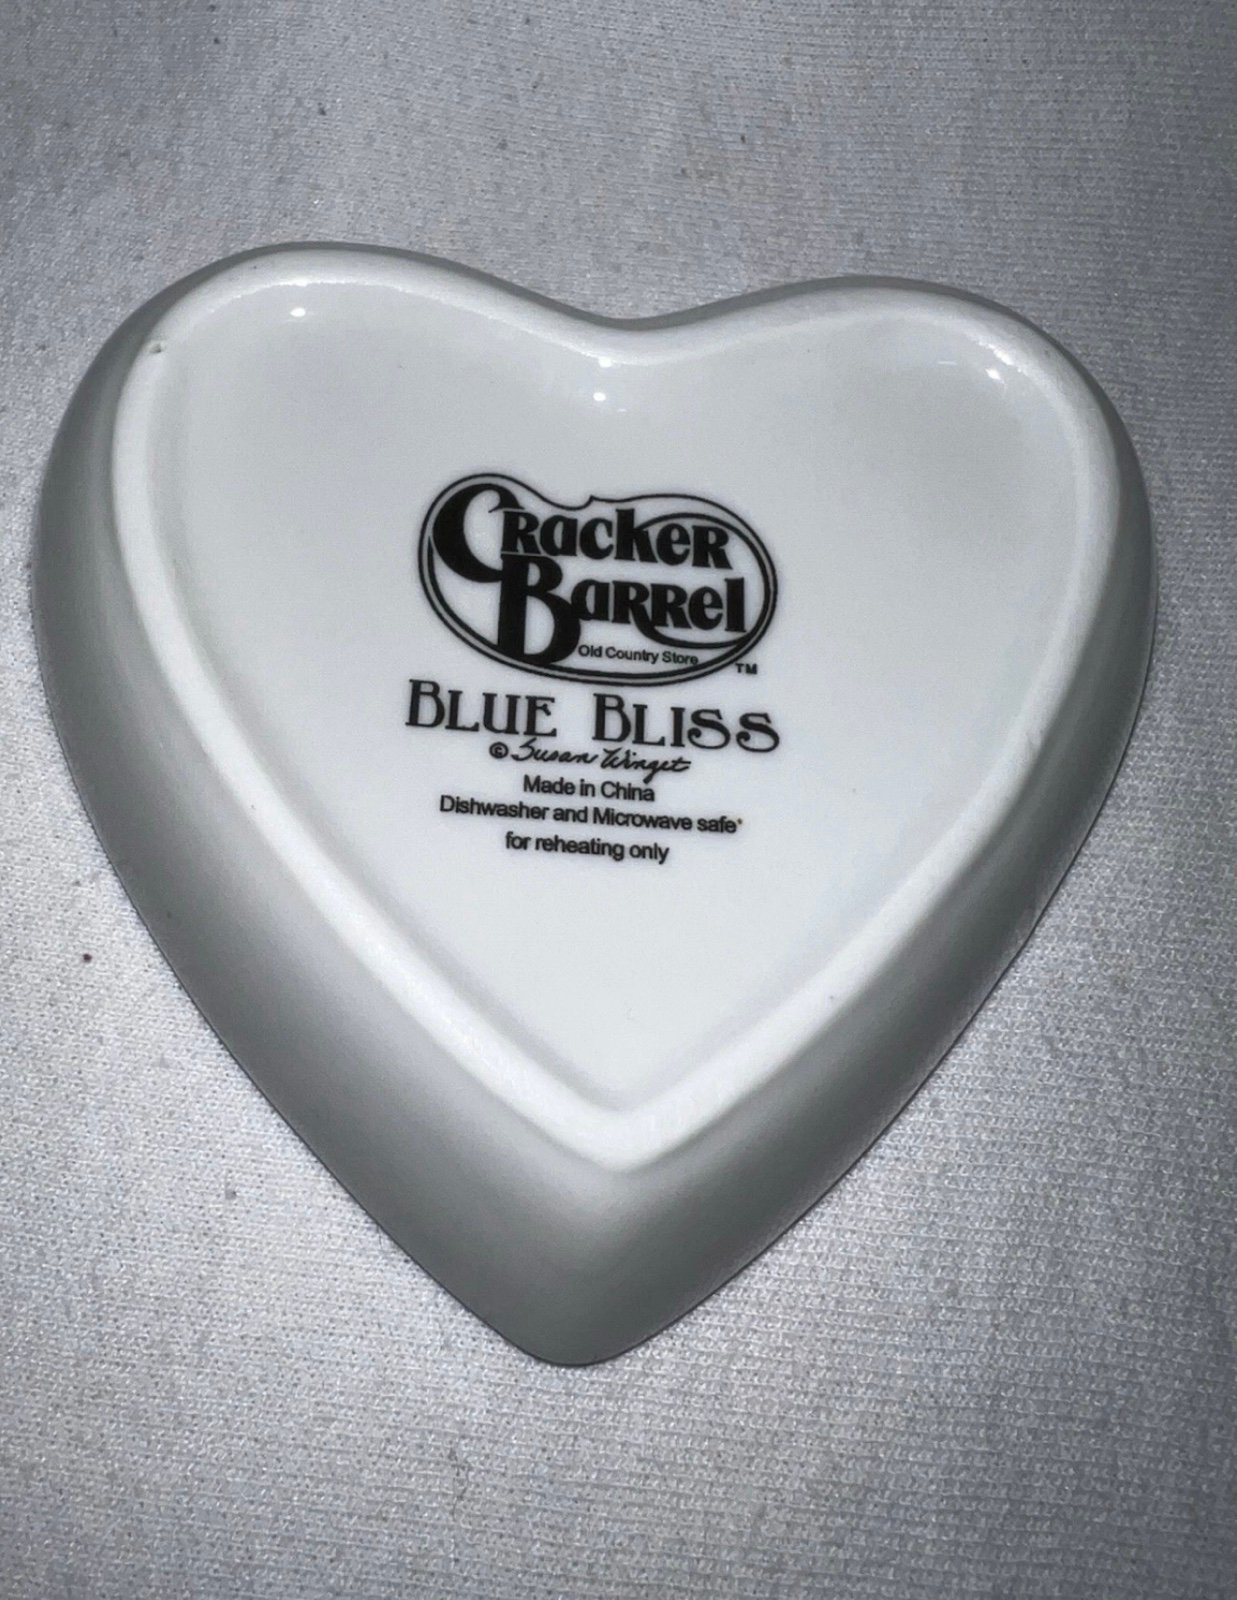 Cracker
Barrel
Old Country Store
TM
BLUE BLISS
© Susan Winget
Made in China
Dishwasher and Microwave safe*
for reheating only